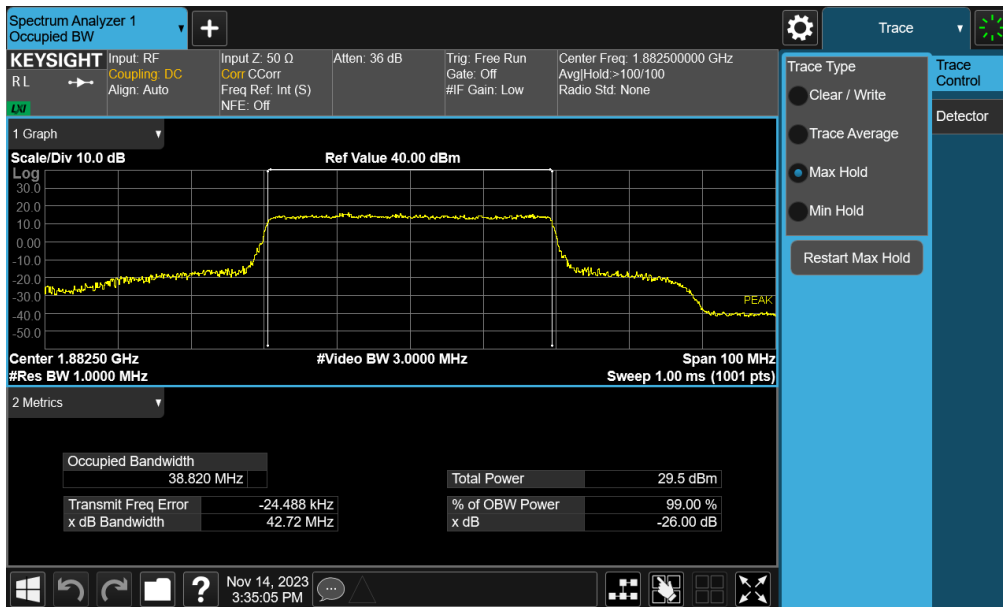 Spectrum Analyzer 1
Occupied BW
+
Trace
KEYSIGHT
R L
LXI
Input: RF
Coupling: DC
Align: Auto
Input Z: 50 Ω
Corr CCorr
Freq Ref: Int (S)
NFE: Off
Atten: 36 dB
Trig: Free Run
Gate: Off
#IF Gain: Low
Center Freq: 1.882500000 GHz
Avg|Hold:>100/100
Radio Std: None
Trace Type
Clear / Write
Trace Average
Max Hold
Min Hold
Restart Max Hold
Trace
Control
Detector
1 Graph
Scale/Div 10.0 dB
Ref Value 40.00 dBm
Log
30.0
20.0
10.0
0.00
-10.0
-20.0
-30.0
-40.0
-50.0
PEAK
Center 1.88250 GHz
#Video BW 3.0000 MHz
Span 100 MHz
#Res BW 1.0000 MHz
Sweep 1.00 ms (1001 pts)
2 Metrics
Occupied Bandwidth
38.820 MHz
Total Power 29.5 dBm
Transmit Freq Error -24.488 kHz
% of OBW Power 99.00 %
x dB Bandwidth 42.72 MHz
x dB -26.00 dB
?
Nov 14, 2023
3:35:05 PM